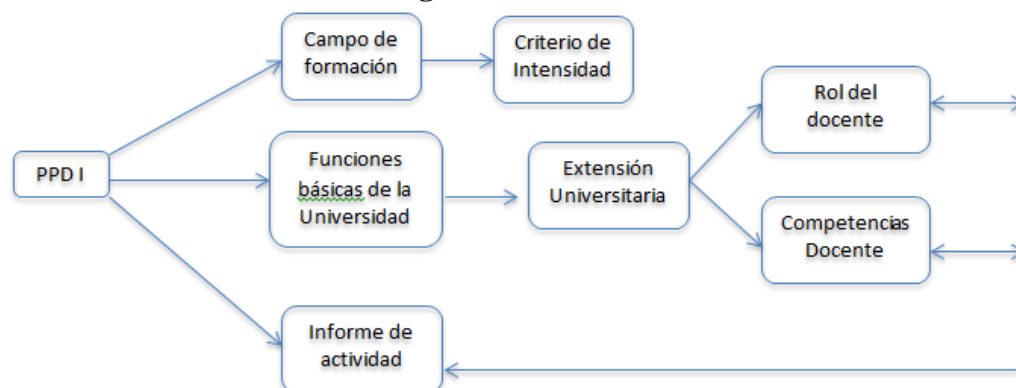 Campo de
formación
Criterio de
Intensidad
Rol del
docente
PPD I
Funciones
básicas de la
Universidad
Extensión
Universitaria
Competencias
Docente
Informe de
actividad